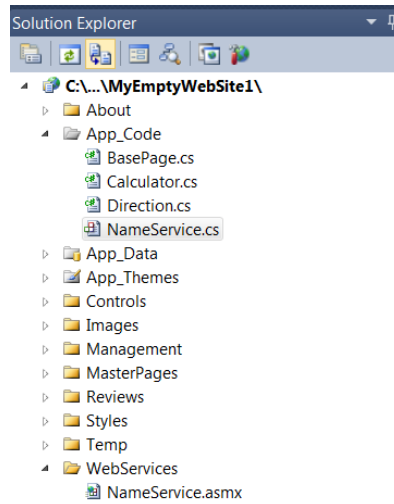 Solution Explorer
C:\...\MyEmptyWebSite1\
About
App_Code
BasePage.cs
Calculator.cs
Direction.cs
NameService.cs
App_Data
App_Themes
Controls
Images
Management
MasterPages
Reviews
Styles
Temp
WebServices
NameService.asmx